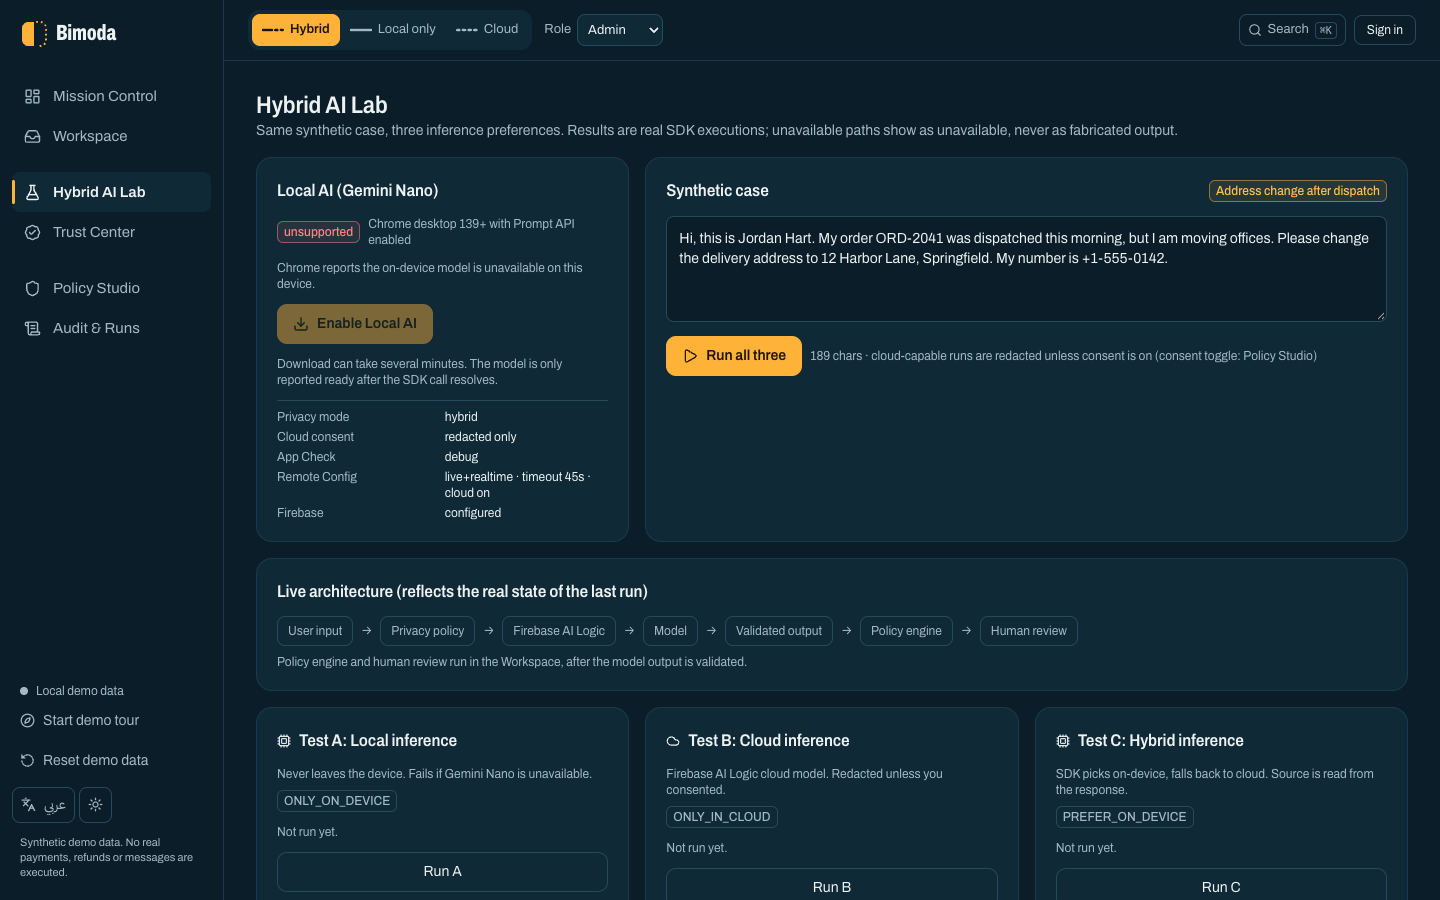 Bimoda
Hybrid
Local only
Cloud
Role
Admin
Search ⌘K
Sign in
Mission Control
Workspace
Hybrid AI Lab
Trust Center
Policy Studio
Audit & Runs
Local demo data
Start demo tour
Reset demo data
عربي
Synthetic demo data. No real
payments, refunds or messages are
executed.
Hybrid AI Lab
Same synthetic case, three inference preferences. Results are real SDK executions; unavailable paths show as unavailable, never as fabricated output.
Local AI (Gemini Nano)
unsupported
Chrome desktop 139+ with Prompt API
enabled
Chrome reports the on-device model is unavailable on this
device.
Enable Local AI
Download can take several minutes. The model is only
reported ready after the SDK call resolves.
Privacy mode hybrid
Cloud consent redacted only
App Check debug
Remote Config live+realtime · timeout 45s ·
cloud on
Firebase configured
Synthetic case
Address change after dispatch
Hi, this is Jordan Hart. My order ORD-2041 was dispatched this morning, but I am moving offices. Please change
the delivery address to 12 Harbor Lane, Springfield. My number is +1-555-0142.
Run all three
189 chars · cloud-capable runs are redacted unless consent is on (consent toggle: Policy Studio)
Live architecture (reflects the real state of the last run)
User input → Privacy policy → Firebase AI Logic → Model → Validated output → Policy engine → Human review
Policy engine and human review run in the Workspace, after the model output is validated.
Test A: Local inference
Never leaves the device. Fails if Gemini Nano is unavailable.
ONLY_ON_DEVICE
Not run yet.
Run A
Test B: Cloud inference
Firebase AI Logic cloud model. Redacted unless you
consented.
ONLY_IN_CLOUD
Not run yet.
Run B
Test C: Hybrid inference
SDK picks on-device, falls back to cloud. Source is read from
the response.
PREFER_ON_DEVICE
Not run yet.
Run C